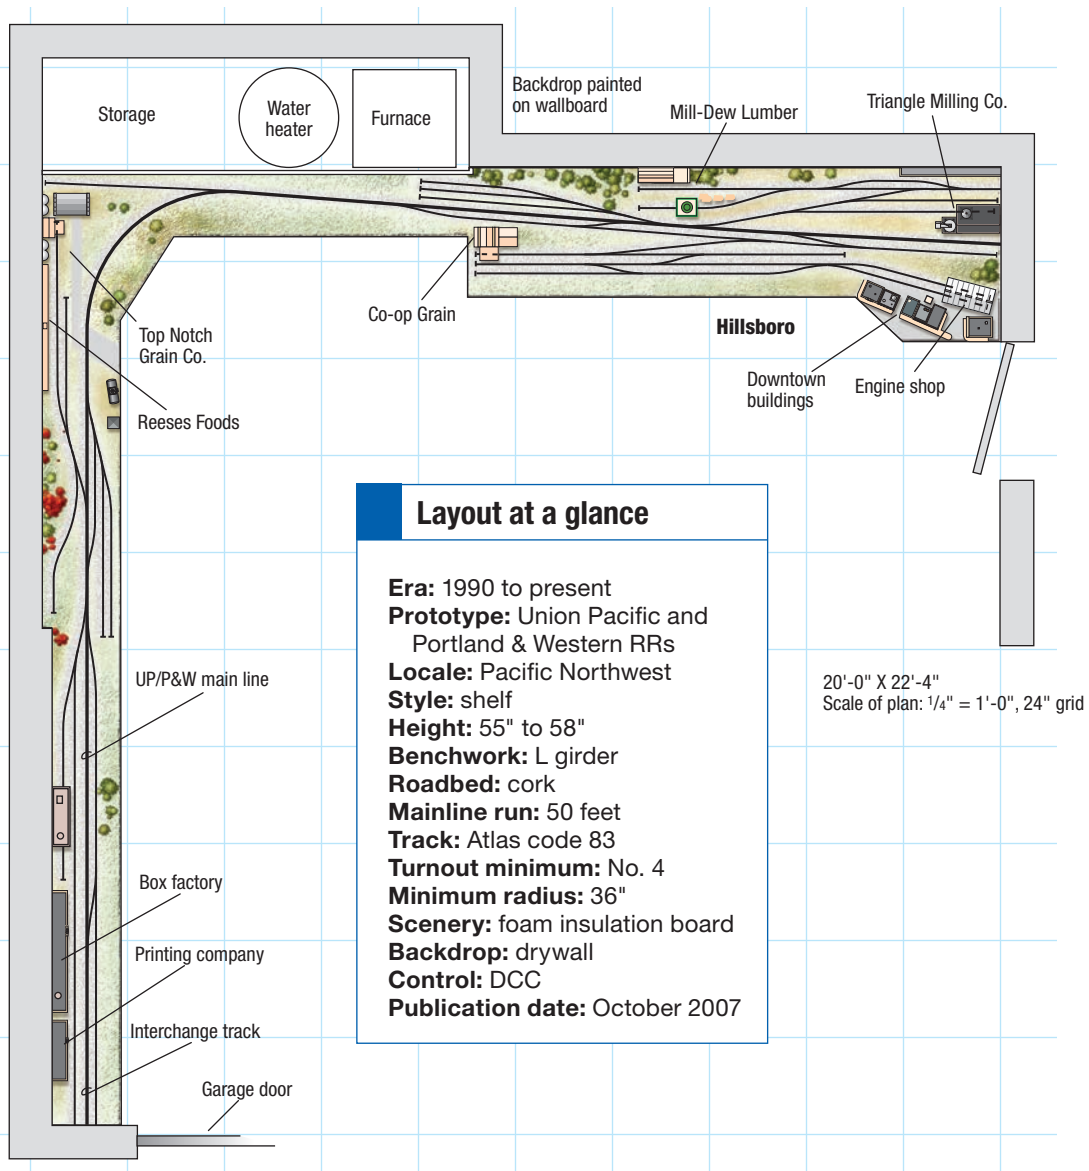 Storage
Water
heater
Furnace
Backdrop painted
on wallboard
Mill-Dew Lumber
Triangle Milling Co.
Co-op Grain
Hillsboro
Top Notch
Grain Co.
Downtown
buildings
Engine shop
Reeses Foods
Layout at a glance
Era: 1990 to present
Prototype: Union Pacific and
Portland & Western RRs
Locale: Pacific Northwest
Style: shelf
Height: 55" to 58"
Benchwork: L girder
Roadbed: cork
Mainline run: 50 feet
Track: Atlas code 83
Turnout minimum: No. 4
Minimum radius: 36"
Scenery: foam insulation board
Backdrop: drywall
Control: DCC
Publication date: October 2007
UP/P&W main line
20'-0" X 22'-4"
Scale of plan: 1/4" = 1'-0", 24" grid
Box factory
Printing company
Interchange track
Garage door